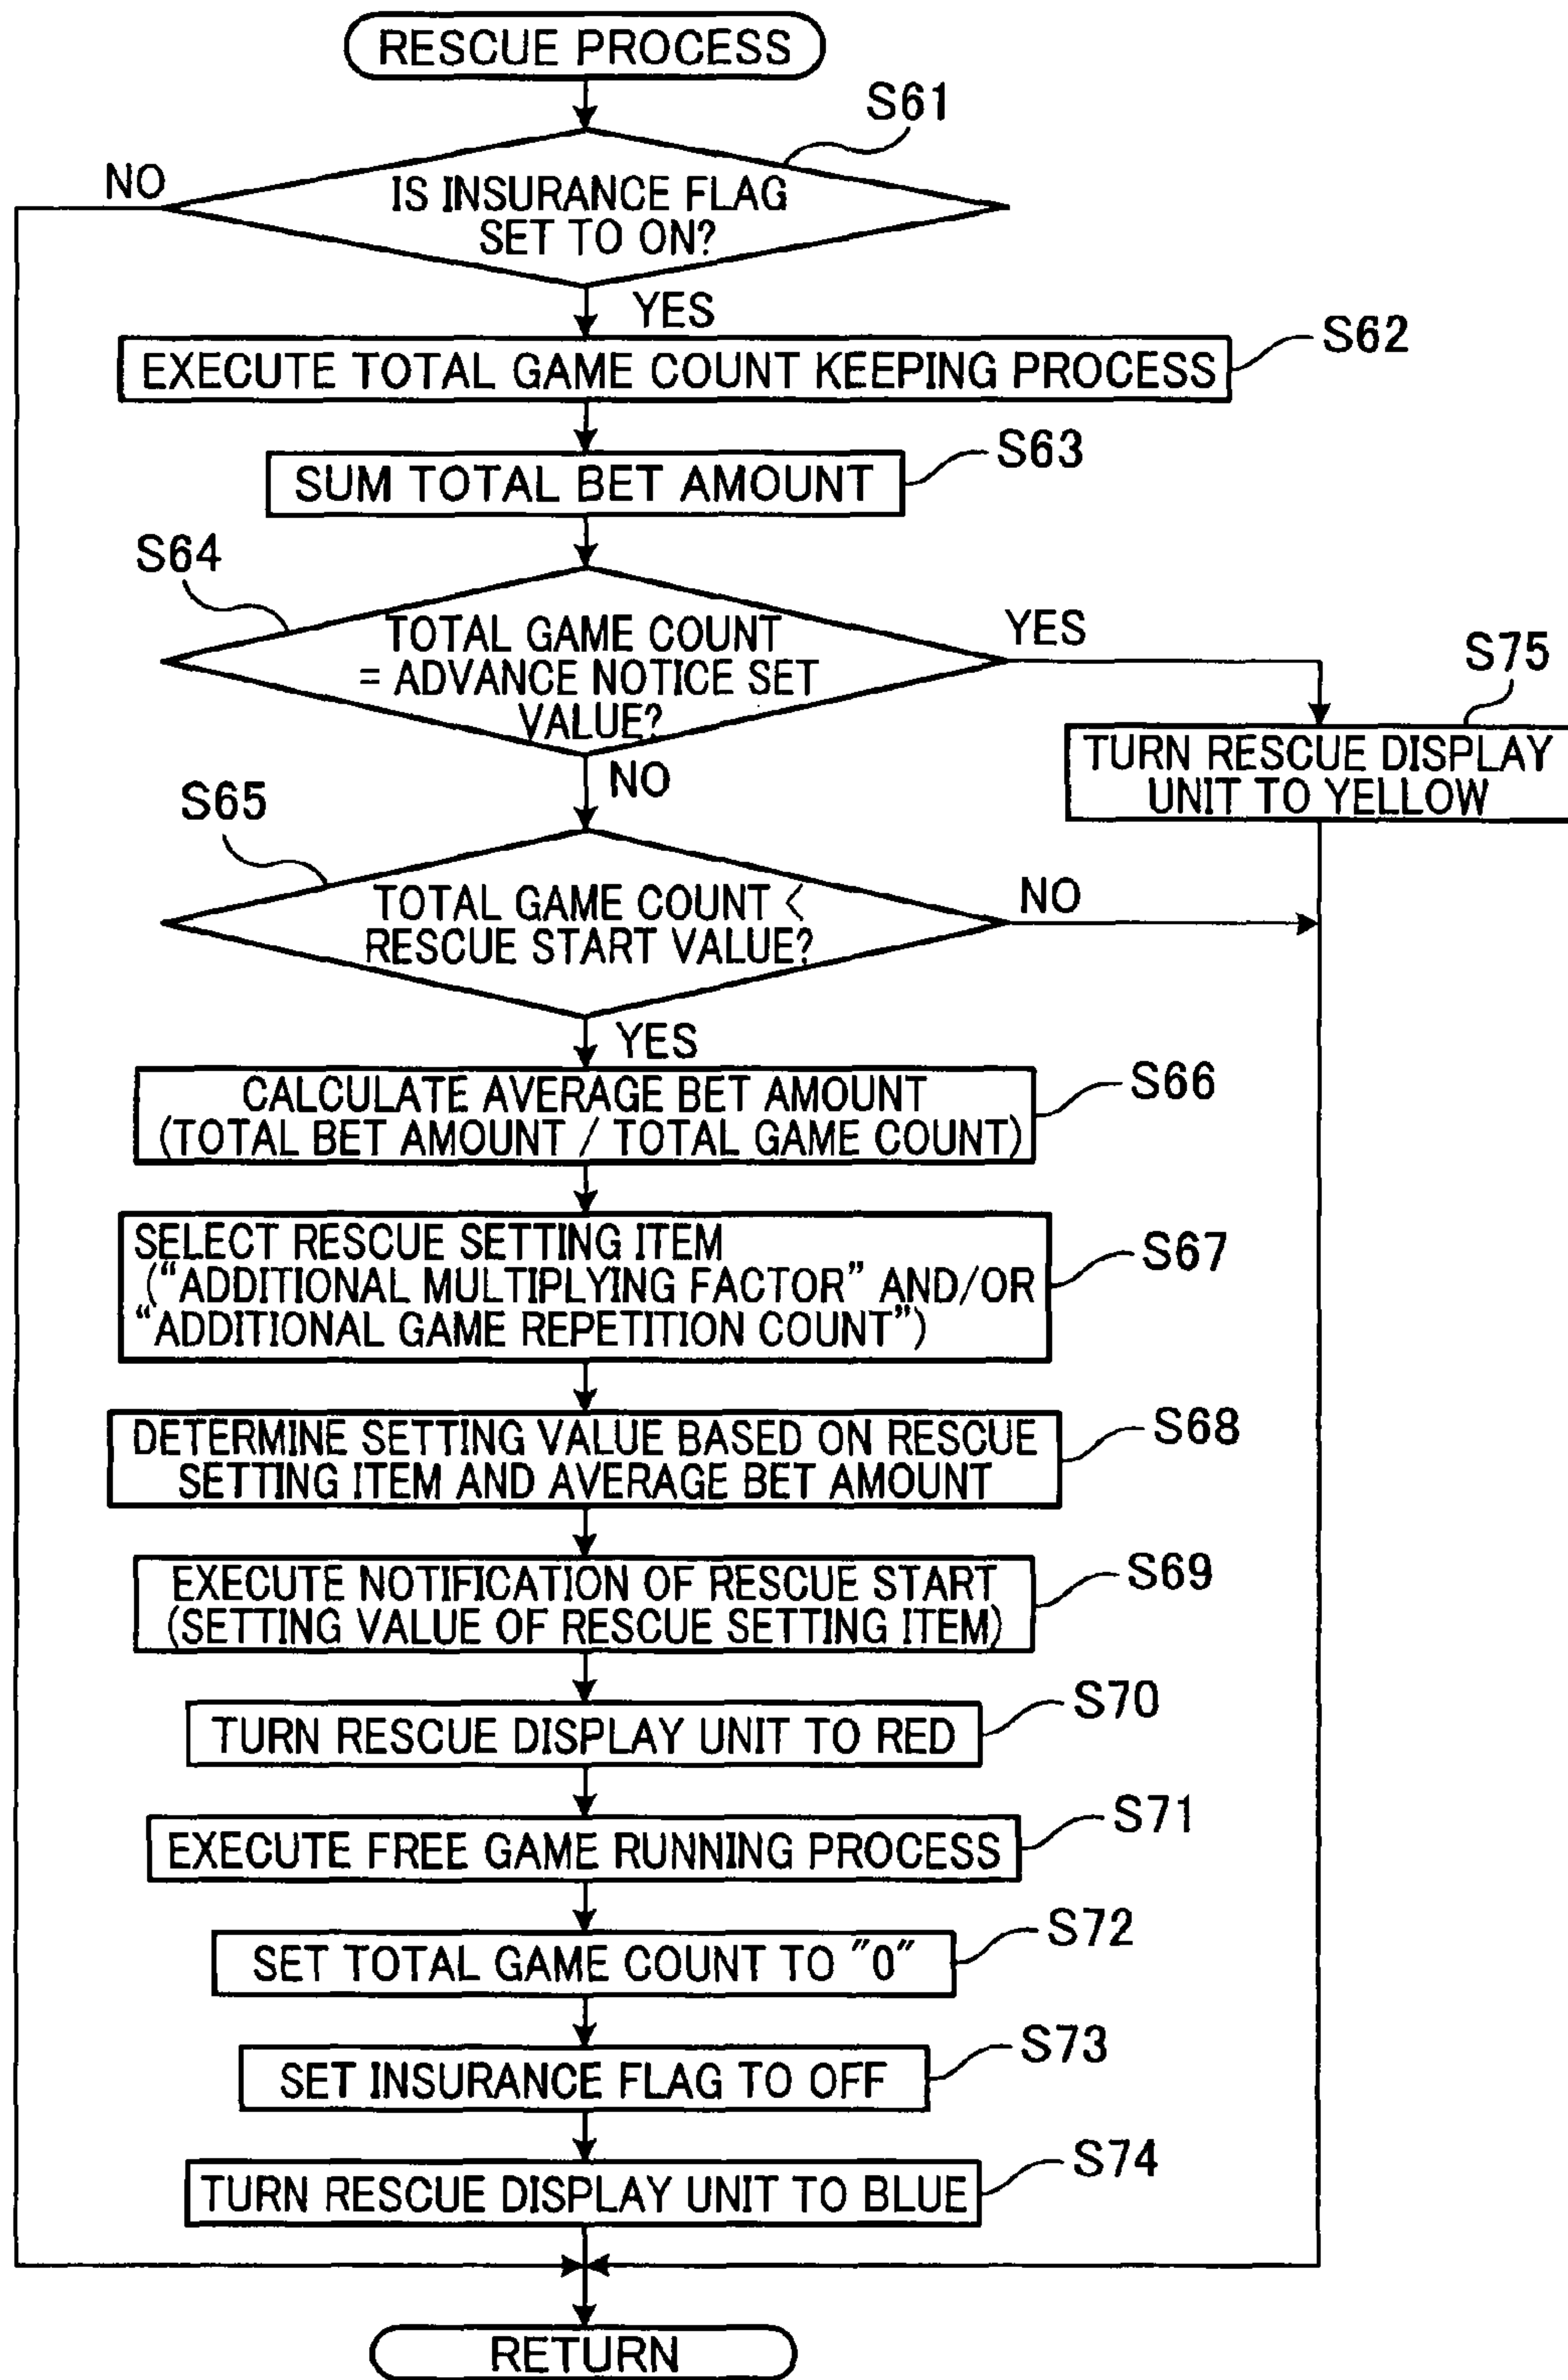 RESCUE PROCESS
S61
NO
IS INSURANCE FLAG
SET TO ON?
YES
S62
EXECUTE TOTAL GAME COUNT KEEPING PROCESS
S63
SUM TOTAL BET AMOUNT
S64
TOTAL GAME COUNT
= ADVANCE NOTICE SET
VALUE?
YES
S75
TURN RESCUE DISPLAY
UNIT TO YELLOW
NO
S65
TOTAL GAME COUNT <
RESCUE START VALUE?
NO
YES
S66
CALCULATE AVERAGE BET AMOUNT
(TOTAL BET AMOUNT / TOTAL GAME COUNT)
S67
SELECT RESCUE SETTING ITEM
(“ADDITIONAL MULTIPLYING FACTOR” AND/OR
“ADDITIONAL GAME REPETITION COUNT”)
S68
DETERMINE SETTING VALUE BASED ON RESCUE
SETTING ITEM AND AVERAGE BET AMOUNT
S69
EXECUTE NOTIFICATION OF RESCUE START
(SETTING VALUE OF RESCUE SETTING ITEM)
S70
TURN RESCUE DISPLAY UNIT TO RED
S71
EXECUTE FREE GAME RUNNING PROCESS
S72
SET TOTAL GAME COUNT TO "0"
S73
SET INSURANCE FLAG TO OFF
S74
TURN RESCUE DISPLAY UNIT TO BLUE
RETURN